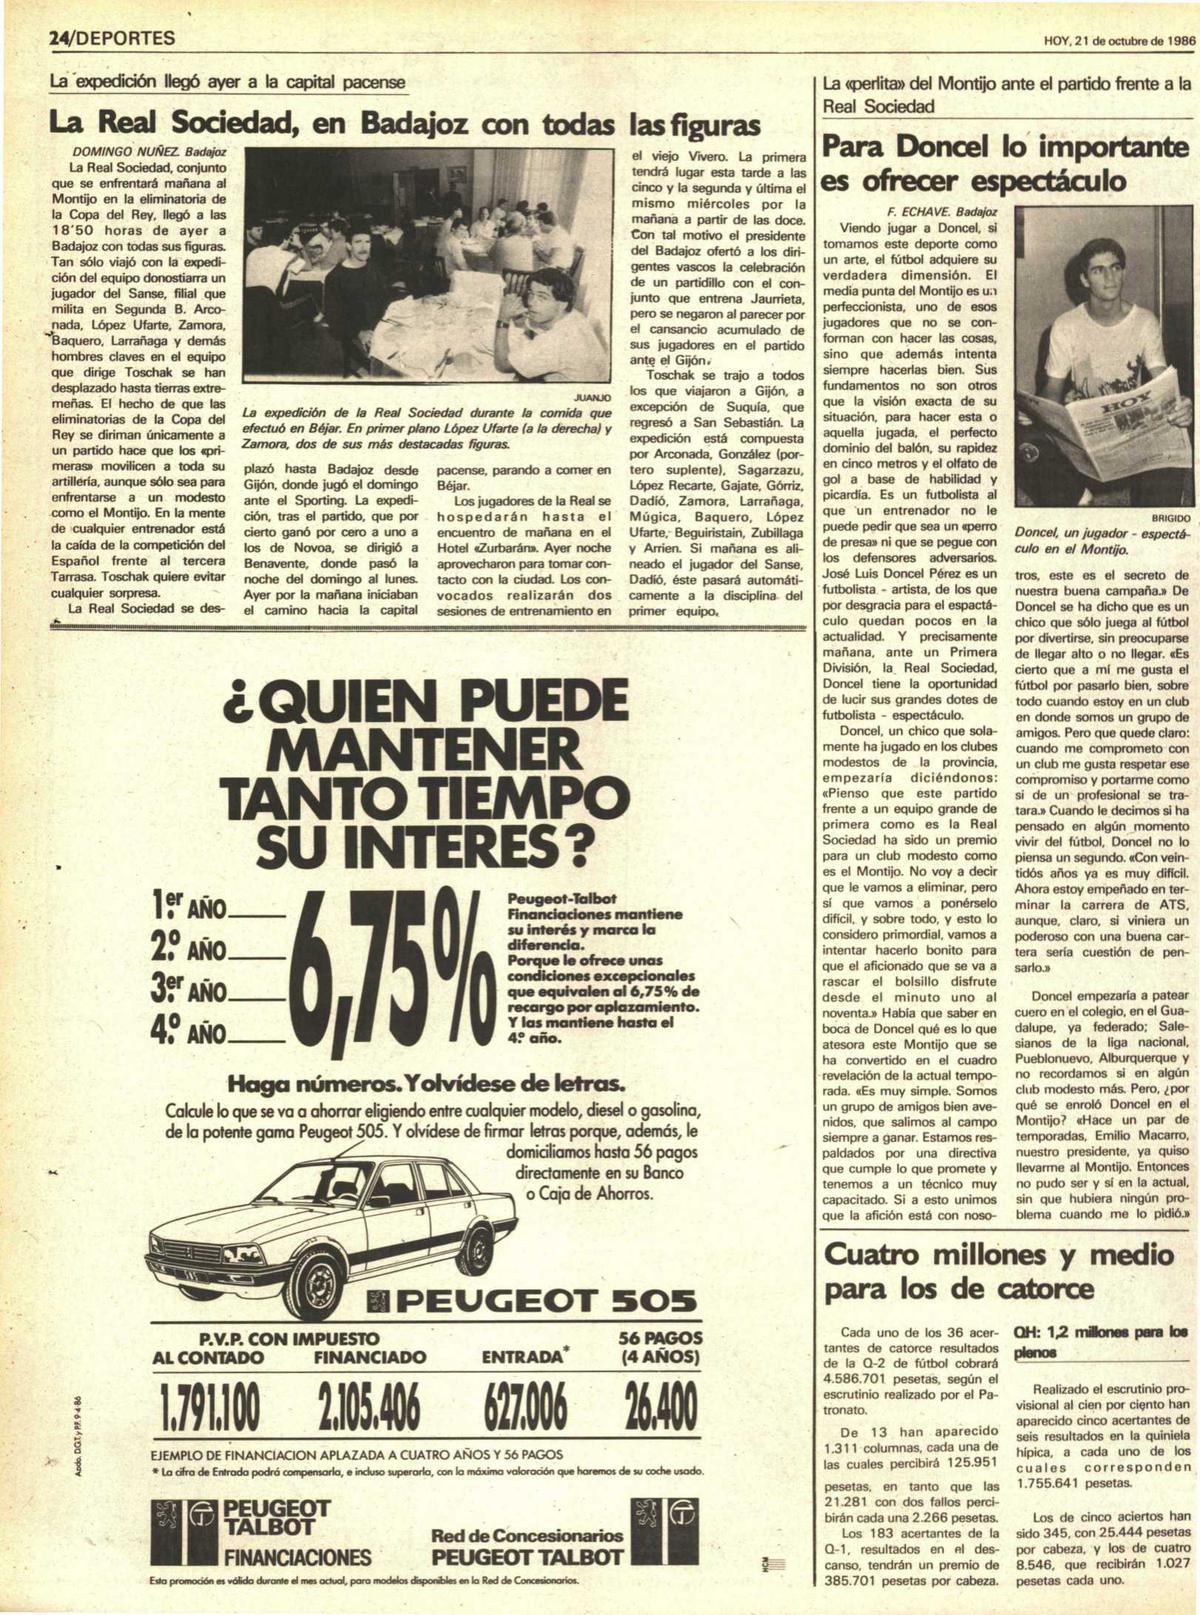 24/DEPORTES
HOY, 21 de octubre de 1986
La expedición llegó ayer a la capital pacense
La Real Sociedad, en Badajoz con todas las figuras
DOMINGO NUÑEZ. Badajoz
La Real Sociedad, conjunto
que se enfrentará mañana al
Montijo en la eliminatoria de
la Copa del Rey, llegó a las
18'50 horas de ayer a
Badajoz con todas sus figuras.
Tan sólo viajó con la expedi-
ción del equipo donostiarra un
jugador del Sanse, filial que
milita en Segunda B. Arco-
nada, López Ufarte, Zamora,
Baquero, Larrañaga y demás
hombres claves en el equipo
que dirige Toschak se han
desplazado hasta tierras extre-
meñas. El hecho de que las
eliminatorias de la Copa del
Rey se diriman únicamente a
un partido hace que los «pri-
meras» movilicen a toda su
artillería, aunque sólo sea para
enfrentarse a un modesto
como el Montijo. En la mente
de cualquier entrenador está
la caída de la competición del
Español frente al tercera
Tarrasa. Toschak quiere evitar
cualquier sorpresa.
La Real Sociedad se des-
JUANJO
La expedición de la Real Sociedad durante la comida que
efectuó en Béjar. En primer plano López Ufarte (a la derecha) y
Zamora, dos de sus más destacadas figuras.
plazó hasta Badajoz desde
Gijón, donde jugó el domingo
ante el Sporting. La expedi-
ción, tras el partido, que por
cierto ganó por cero a uno a
los de Novoa, se dirigió a
Benavente, donde pasó la
noche del domingo al lunes.
Ayer por la mañana iniciaban
el camino hacia la capital
pacense, parando a comer en
Béjar.
Los jugadores de la Real se
hospedarán hasta el
encuentro de mañana en el
Hotel «Zurbarán». Ayer noche
aprovecharon para tomar con-
tacto con la ciudad. Los con-
vocados realizarán dos
sesiones de entrenamiento en
el viejo Vivero. La primera
tendrá lugar esta tarde a las
cinco y la segunda y última el
mismo miércoles por la
mañana a partir de las doce.
Con tal motivo el presidente
del Badajoz ofertó a los diri-
gentes vascos la celebración
de un partidillo con el con-
junto que entrena Jaurrieta,
pero se negaron al parecer por
el cansancio acumulado de
sus jugadores en el partido
ante el Gijón.
Toschak se trajo a todos
los que viajaron a Gijón, a
excepción de Suquía, que
regresó a San Sebastián. La
expedición está compuesta
por Arconada, González (por-
tero suplente), Sagarzazu,
López Recarte, Gajate, Górriz,
Dadíó, Zamora, Larrañaga,
Múgica, Baquero, López
Ufarte, Beguiristain, Zubillaga
y Arrien. Si mañana es ali-
neado el jugador del Sanse,
Dadíó, éste pasará automáti-
camente a la disciplina del
primer equipo.
¿QUIEN PUEDE
MANTENER
TANTO TIEMPO
SU INTERES?
1.er AÑO
2.º AÑO
3.er AÑO
4.º AÑO
6,75%
Peugeot-Talbot
Financiaciones mantiene
su interés y marca la
diferencia.
Porque le ofrece unas
condiciones excepcionales
que equivalen al 6,75% de
recargo por aplazamiento.
Y las mantiene hasta el
4.º año.
Haga números. Y olvídese de letras.
Calcule lo que se va a ahorrar eligiendo entre cualquier modelo, diesel o gasolina,
de la potente gama Peugeot 505. Y olvídese de firmar letras porque, además, le
domiciliamos hasta 56 pagos
directamente en su Banco
o Caja de Ahorros.
PEUGEOT 505
P.V.P. CON IMPUESTO
AL CONTADO FINANCIADO ENTRADA* 56 PAGOS (4 AÑOS)
1.791.100 2.105.406 627.006 26.400
EJEMPLO DE FINANCIACION APLAZADA A CUATRO AÑOS Y 56 PAGOS
* La cifra de Entrada podrá compensarla, e incluso superarla, con la máxima valoración que haremos de su coche usado.
PEUGEOT
TALBOT
FINANCIACIONES
Red de Concesionarios
PEUGEOT TALBOT
Esta promoción es válida durante el mes actual, para modelos disponibles en la Red de Concesionarios.
HCM
Aado. D.G.T. y P.F. 9-4-86
La «perlita» del Montijo ante el partido frente a la
Real Sociedad
Para Doncel lo importante
es ofrecer espectáculo
F. ECHAVE. Badajoz
Viendo jugar a Doncel, si
tomamos este deporte como
un arte, el fútbol adquiere su
verdadera dimensión. El
media punta del Montijo es un
perfeccionista, uno de esos
jugadores que no se con-
forman con hacer las cosas,
sino que además intenta
siempre hacerlas bien. Sus
fundamentos no son otros
que la visión exacta de su
situación, para hacer esta o
aquella jugada, el perfecto
dominio del balón, su rapidez
en cinco metros y el olfato de
gol a base de habilidad y
picardía. Es un futbolista al
que un entrenador no le
puede pedir que sea un «perro
de presa» ni que se pegue con
los defensores adversarios.
José Luis Doncel Pérez es un
futbolista - artista, de los que
por desgracia para el espactá-
culo quedan pocos en la
actualidad. Y precisamente
mañana, ante un Primera
División, la Real Sociedad,
Doncel tiene la oportunidad
de lucir sus grandes dotes de
futbolista - espectáculo.
Doncel, un chico que sola-
mente ha jugado en los clubes
modestos de la provincia,
empezaría diciéndonos:
«Pienso que este partido
frente a un equipo grande de
primera como es la Real
Sociedad ha sido un premio
para un club modesto como
es el Montijo. No voy a decir
que le vamos a eliminar, pero
sí que vamos a ponérselo
difícil, y sobre todo, y esto lo
considero primordial, vamos a
intentar hacerlo bonito para
que el aficionado que se va a
rascar el bolsillo disfrute
desde el minuto uno al
noventa.» Había que saber en
boca de Doncel qué es lo que
atesora este Montijo que se
ha convertido en el cuadro
revelación de la actual tempo-
rada. «Es muy simple. Somos
un grupo de amigos bien ave-
nidos, que salimos al campo
siempre a ganar. Estamos res-
paldados por una directiva
que cumple lo que promete y
tenemos a un técnico muy
capacitado. Si a esto unimos
que la afición está con noso-
HOY
BRIGIDO
Doncel, un jugador - espectá-
culo en el Montijo.
tros, este es el secreto de
nuestra buena campaña.» De
Doncel se ha dicho que es un
chico que sólo juega al fútbol
por divertirse, sin preocuparse
de llegar alto o no llegar. «Es
cierto que a mí me gusta el
fútbol por pasarlo bien, sobre
todo cuando estoy en un club
en donde somos un grupo de
amigos. Pero que quede claro:
cuando me comprometo con
un club me gusta respetar ese
compromiso y portarme como
si de un profesional se tra-
tara.» Cuando le decimos si ha
pensado en algún momento
vivir del fútbol, Doncel no lo
piensa un segundo. «Con vein-
tidós años ya es muy difícil.
Ahora estoy empeñado en ter-
minar la carrera de ATS,
aunque, claro, si viniera un
poderoso con una buena car-
tera sería cuestión de pen-
sarlo.»
Doncel empezaría a patear
cuero en el colegio, en el Gua-
dalupe, ya federado; Sale-
sianos de la liga nacional,
Pueblonuevo, Alburquerque y
no recordamos si en algún
club modesto más. Pero, ¿por
qué se enroló Doncel en el
Montijo? «Hace un par de
temporadas, Emilio Macarro,
nuestro presidente, ya quiso
llevarme al Montijo. Entonces
no pudo ser y sí en la actual,
sin que hubiera ningún pro-
blema cuando me lo pidió.»
Cuatro millones y medio
para los de catorce
Cada uno de los 36 acer-
tantes de catorce resultados
de la Q-2 de fútbol cobrará
4.586.701 pesetas, según el
escrutinio realizado por el Pa-
tronato.
De 13 han aparecido
1.311 columnas, cada una de
las cuales percibirá 125.951
pesetas, en tanto que las
21.281 con dos fallos perci-
birán cada una 2.266 pesetas.
Los 183 acertantes de la
Q-1, resultados en el des-
canso, tendrán un premio de
385.701 pesetas por cabeza.
QH: 1,2 millones para los
plenos
Realizado el escrutinio pro-
visional al cien por ciento han
aparecido cinco acertantes de
seis resultados en la quiniela
hípica, a cada uno de los
cuales corresponden
1.755.641 pesetas.
Los de cinco aciertos han
sido 345, con 25.444 pesetas
por cabeza, y los de cuatro
8.546, que recibirán 1.027
pesetas cada uno.